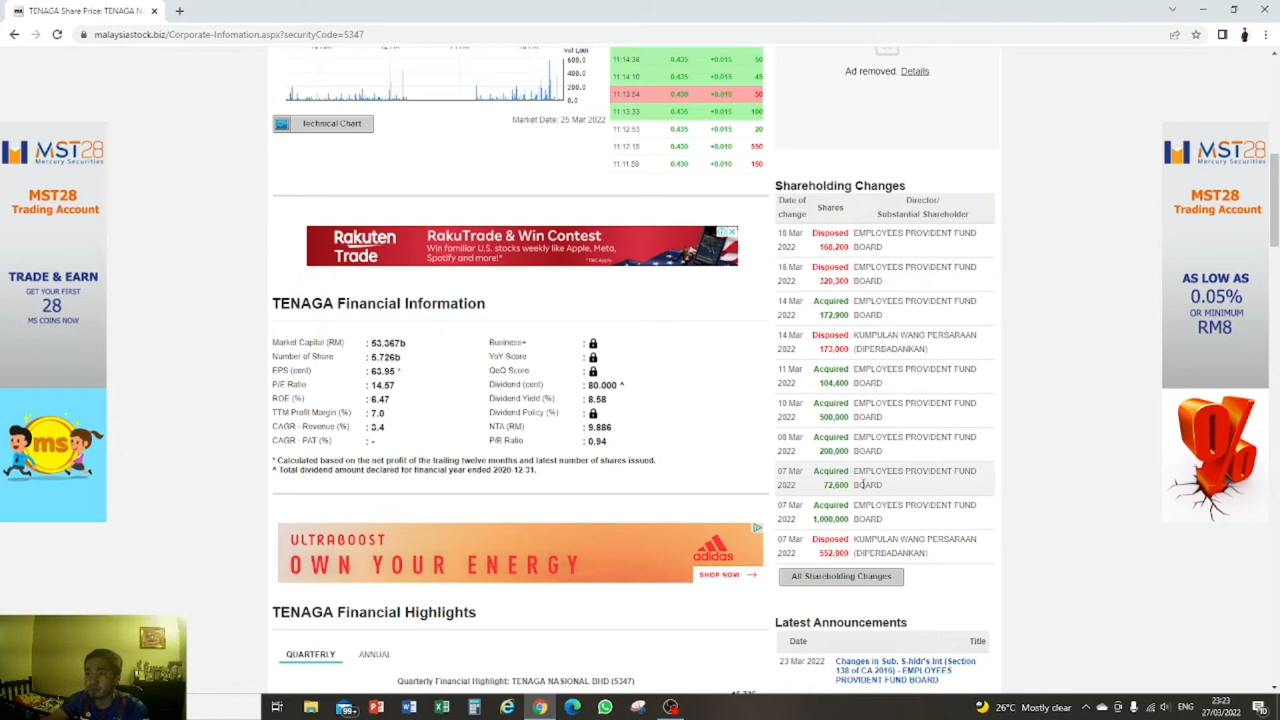 TENAGA Share Price: TENAGA N
malaysiastock.biz/Corporate-Infomation.aspx?securityCode=5347
Vol (,000)
600.0
400.0
200.0
0.0
Technical Chart
Market Date: 25 Mar 2022
11:14:38 0.435 +0.015 50
11:14:10 0.435 +0.015 45
11:13:54 0.430 +0.010 50
11:13:33 0.435 +0.015 100
11:12:53 0.435 +0.015 20
11:12:15 0.430 +0.010 550
11:11:59 0.430 +0.010 150
Ad removed. Details
MST28
Mercury Securities
MST28
Trading Account
TRADE & EARN
GET YOUR FIRST
28
MS COINS NOW
ms
Rakuten
Trade
RakuTrade & Win Contest
Win familiar U.S. stocks weekly like Apple, Meta,
Spotify and more!*
*T&C Apply
TENAGA Financial Information
Market Capital (RM) : 53.367b
Number of Share : 5.726b
EPS (cent) : 63.95 *
P/E Ratio : 14.57
ROE (%) : 6.47
TTM Profit Margin (%) : 7.0
CAGR - Revenue (%) : 3.4
CAGR - PAT (%) : -
Business+ :
YoY Score :
QoQ Score :
Dividend (cent) : 80.000 ^
Dividend Yield (%) : 8.58
Dividend Policy (%) :
NTA (RM) : 9.886
P/B Ratio : 0.94
* Calculated based on the net profit of the trailing twelve months and latest number of shares issued.
^ Total dividend amount declared for financial year ended 2020-12-31.
ULTRABOOST
OWN YOUR ENERGY
adidas
SHOP NOW
TENAGA Financial Highlights
QUARTERLY ANNUAL
Quarterly Financial Highlight: TENAGA NASIONAL BHD (5347)
Shareholding Changes
Date of change Shares Director/ Substantial Shareholder
18 Mar Disposed EMPLOYEES PROVIDENT FUND
2022 168,200 BOARD
16 Mar Disposed EMPLOYEES PROVIDENT FUND
2022 320,300 BOARD
14 Mar Acquired EMPLOYEES PROVIDENT FUND
2022 172,900 BOARD
14 Mar Disposed KUMPULAN WANG PERSARAAN
2022 173,000 (DIPERBADANKAN)
11 Mar Acquired EMPLOYEES PROVIDENT FUND
2022 104,400 BOARD
10 Mar Acquired EMPLOYEES PROVIDENT FUND
2022 500,000 BOARD
08 Mar Acquired EMPLOYEES PROVIDENT FUND
2022 200,000 BOARD
07 Mar Acquired EMPLOYEES PROVIDENT FUND
2022 72,600 BOARD
07 Mar Acquired EMPLOYEES PROVIDENT FUND
2022 1,000,000 BOARD
07 Mar Disposed KUMPULAN WANG PERSARAAN
2022 552,900 (DIPERBADANKAN)
All Shareholding Changes
Latest Announcements
Date Title
23 Mar 2022 Changes in Sub. S-hldr's Int (Section
138 of CA 2016) - EMPLOYEES
PROVIDENT FUND BOARD
MST28
Mercury Securities
MST28
Trading Account
AS LOW AS
0.05%
OR MINIMUM
RM8
99+
26°C Mostly clear
ENG
23:23
27/03/2022